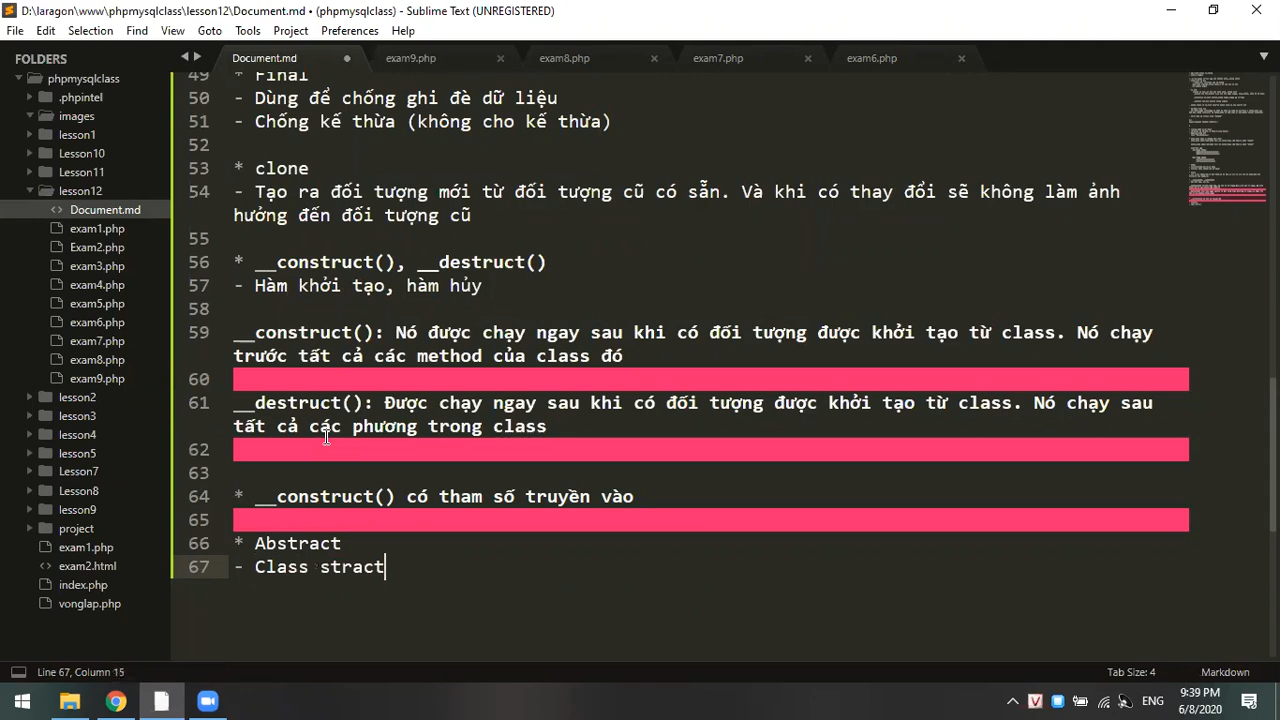 D:\laragon\www\phpmysqlclass\lesson12\Document.md • (phpmysqlclass) - Sublime Text (UNREGISTERED)
File Edit Selection Find View Goto Tools Project Preferences Help
FOLDERS
phpmysqlclass
.phpintel
images
lesson1
Lesson10
Lesson11
lesson12
Document.md
exam1.php
Exam2.php
exam3.php
exam4.php
exam5.php
exam6.php
exam7.php
exam8.php
exam9.php
lesson2
Lesson3
lesson4
lesson5
Lesson7
Lesson8
lesson9
project
exam1.php
exam2.html
index.php
vonglap.php
Document.md exam9.php exam8.php exam7.php exam6.php
49 * Final
50 - Dùng để chống ghi đè dữ liệu
51 - Chống kế thừa (không cho kể thừa)
52
53 * clone
54 - Tạo ra đối tượng mới từ đối tượng cũ có sẵn. Và khi có thay đổi sẽ không làm ảnh
hưởng đến đối tượng cũ
55
56 * __construct(), __destruct()
57 - Hàm khởi tạo, hàm hủy
58
59 __construct(): Nó được chạy ngay sau khi có đối tượng được khởi tạo từ class. Nó chạy
trước tất cả các method của class đó
60
61 __destruct(): Được chạy ngay sau khi có đối tượng được khởi tạo từ class. Nó chạy sau
tất cả các phương trong class
62
63
64 * __construct() có tham số truyền vào
65
66 * Abstract
67 - Class stract
Line 67, Column 15 Tab Size: 4 Markdown
ENG
9:39 PM
6/8/2020